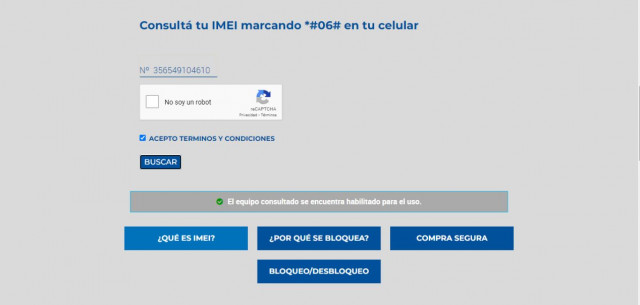 Consultá tu IMEI marcando *#06# en tu celular
Nº 356549104610
No soy un robot
reCAPTCHA
Privacidad - Términos
ACEPTO TERMINOS Y CONDICIONES
BUSCAR
El equipo consultado se encuentra habilitado para el uso.
¿QUÉ ES IMEI?
¿POR QUÉ SE BLOQUEA?
COMPRA SEGURA
BLOQUEO/DESBLOQUEO